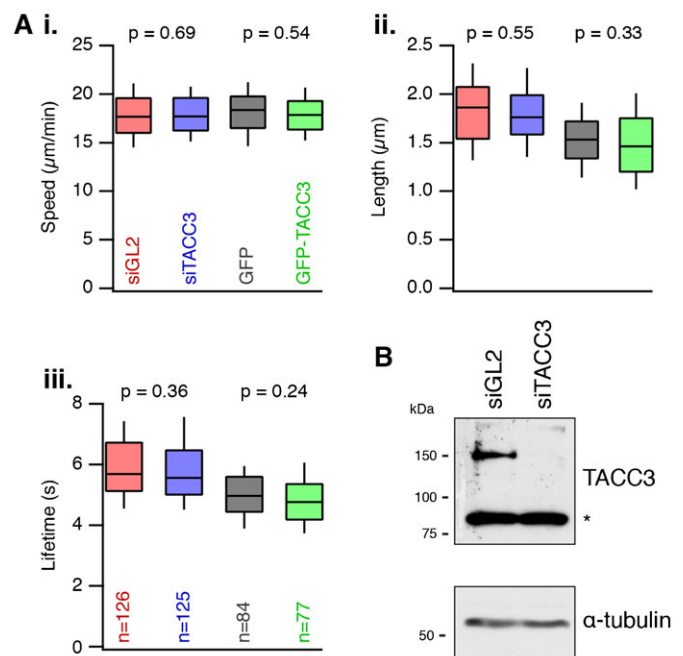 A i.
p = 0.69 p = 0.54
25
20
15
10
5
0
Speed (µm/min)
siGL2
siTACC3
GFP
GFP-TACC3
ii.
p = 0.55 p = 0.33
2.5
2.0
1.5
1.0
0.5
0.0
Length (µm)
iii.
p = 0.36 p = 0.24
8
6
4
2
0
Lifetime (s)
n=126
n=125
n=84
n=77
B
siGL2
siTACC3
kDa
150
100
75
TACC3
*
50
α-tubulin